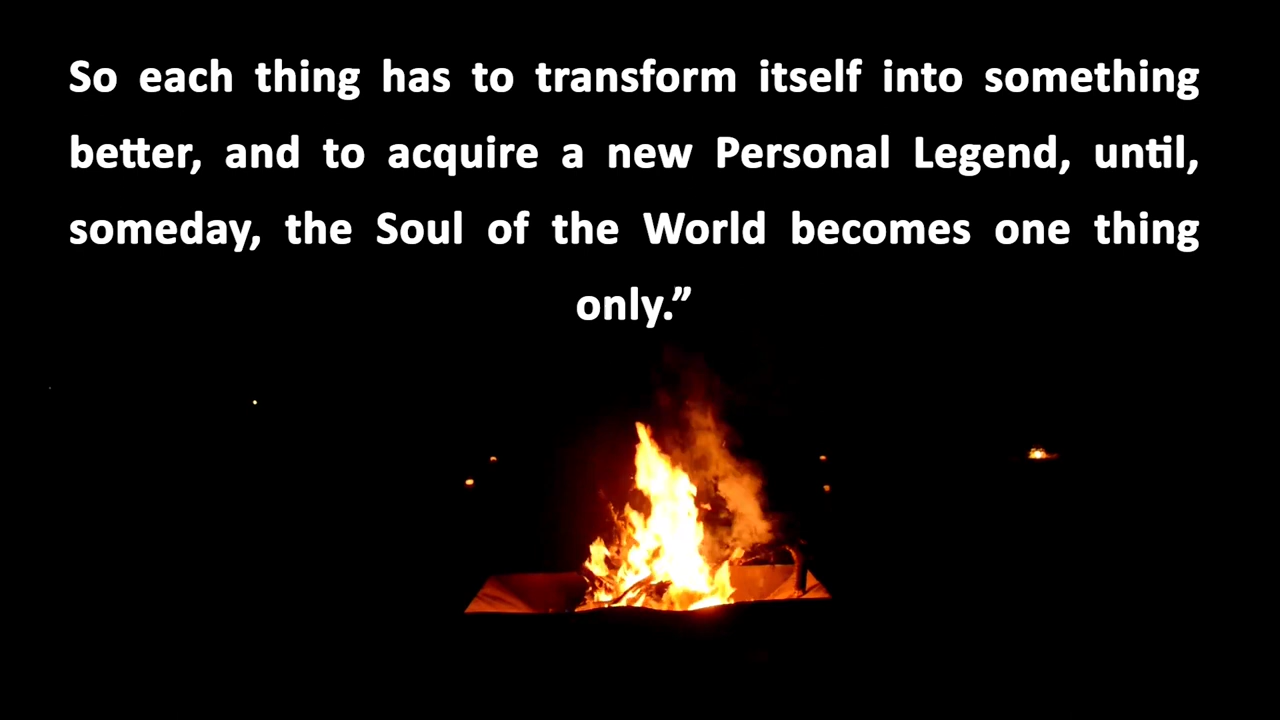 So each thing has to transform itself into something
better, and to acquire a new Personal Legend, until,
someday, the Soul of the World becomes one thing
only.”